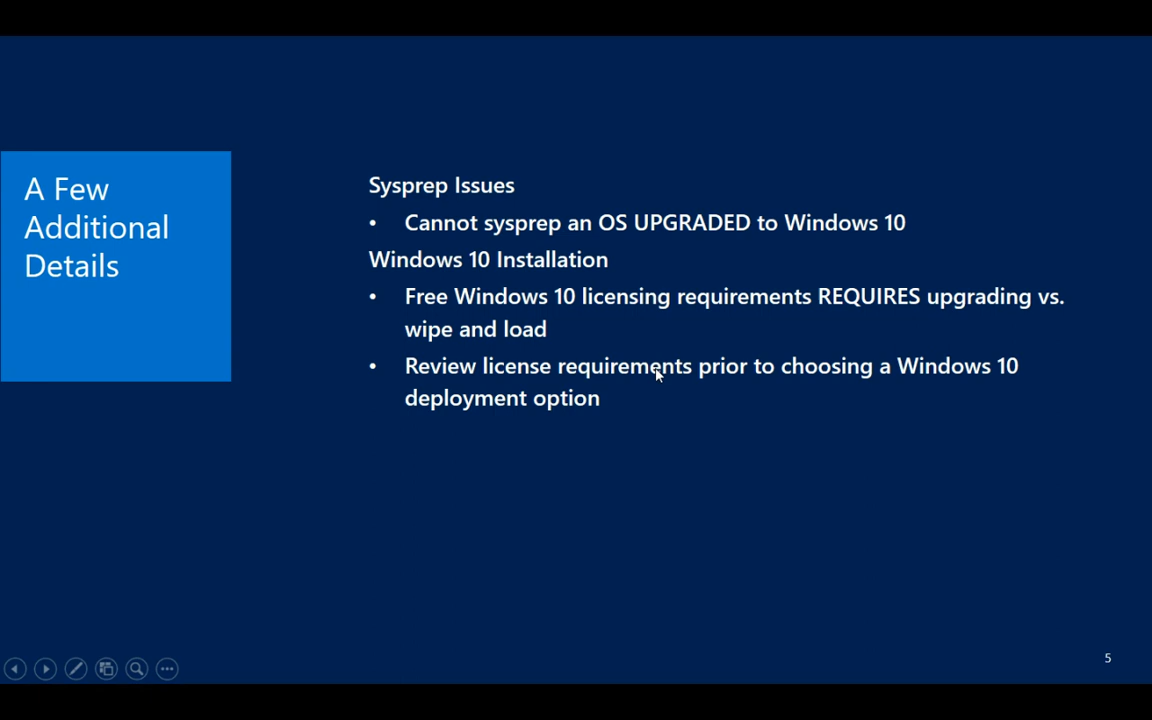 A Few
Additional
Details
Sysprep Issues
• Cannot sysprep an OS UPGRADED to Windows 10
Windows 10 Installation
• Free Windows 10 licensing requirements REQUIRES upgrading vs.
wipe and load
• Review license requirements prior to choosing a Windows 10
deployment option
5